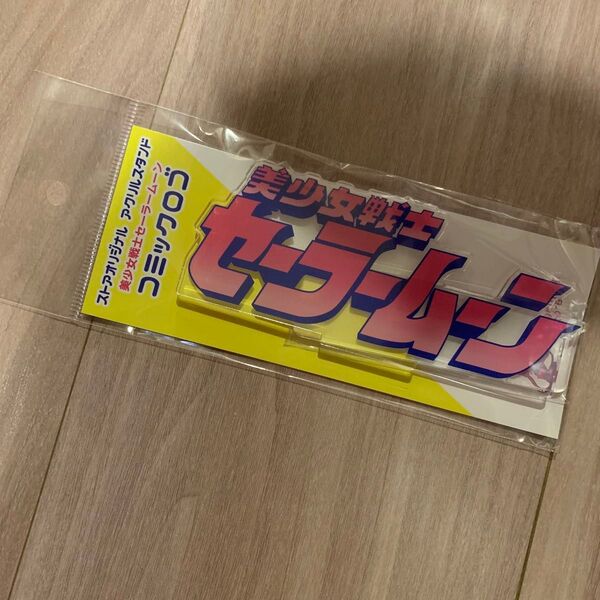 ストアオリジナル アクリルスタンド
美少女戦士セーラームーン
コミックロゴ
美少女戦士
セーラームーン